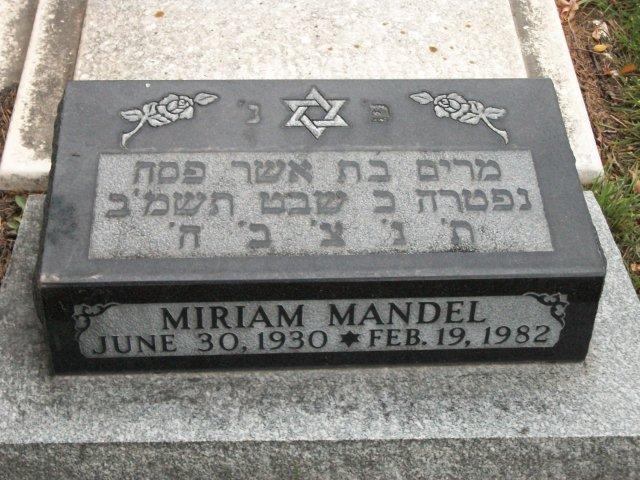 פ' נ'
מרים בת אשר פסח
נפטרה שבט תשמ'ב
ת' נ' צ' ב' ה'
MIRIAM MANDEL
JUNE 30, 1930 ✶ FEB. 19, 1982